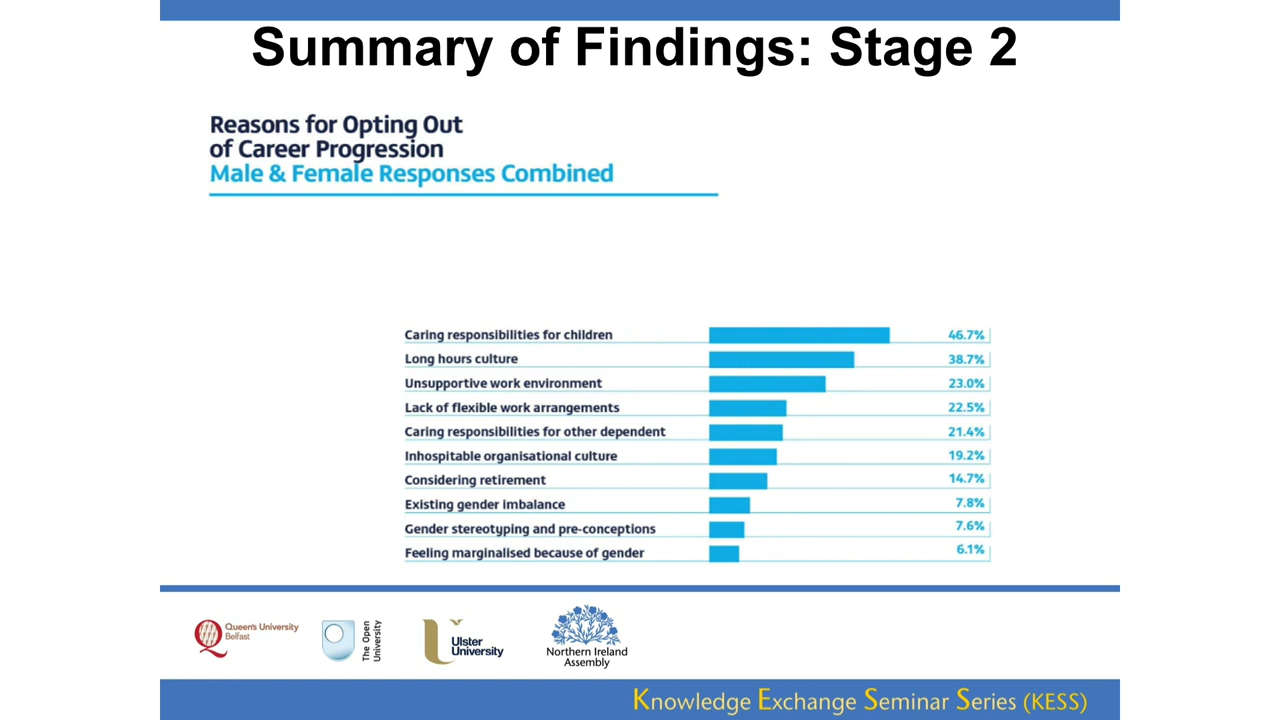 Summary of Findings: Stage 2
Reasons for Opting Out
of Career Progression
Male & Female Responses Combined
Caring responsibilities for children 46.7%
Long hours culture 38.7%
Unsupportive work environment 23.0%
Lack of flexible work arrangements 22.5%
Caring responsibilities for other dependent 21.4%
Inhospitable organisational culture 19.2%
Considering retirement 14.7%
Existing gender imbalance 7.8%
Gender stereotyping and pre-conceptions 7.6%
Feeling marginalised because of gender 6.1%
Queen's University
Belfast
The Open
University
Ulster
University
Northern Ireland
Assembly
Knowledge Exchange Seminar Series (KESS)